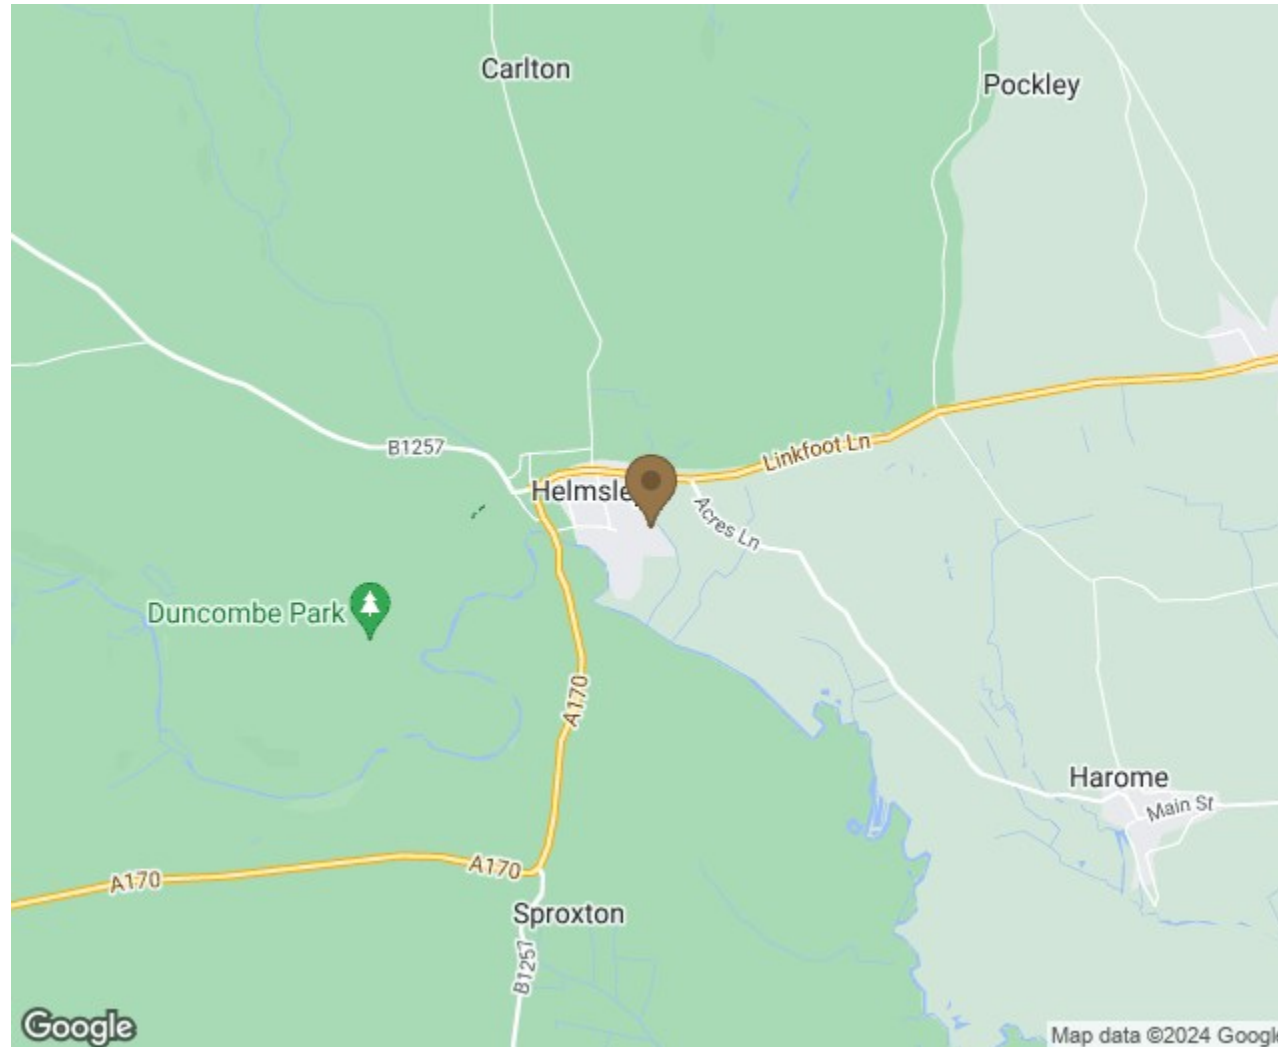 Carlton
Pockley
B1257
Linkfoot Ln
Helmsle
Acres Ln
Duncombe Park
A170
Harome
Main St
A170
A170
Sproxton
B1257
Google
Map data ©2024 Google